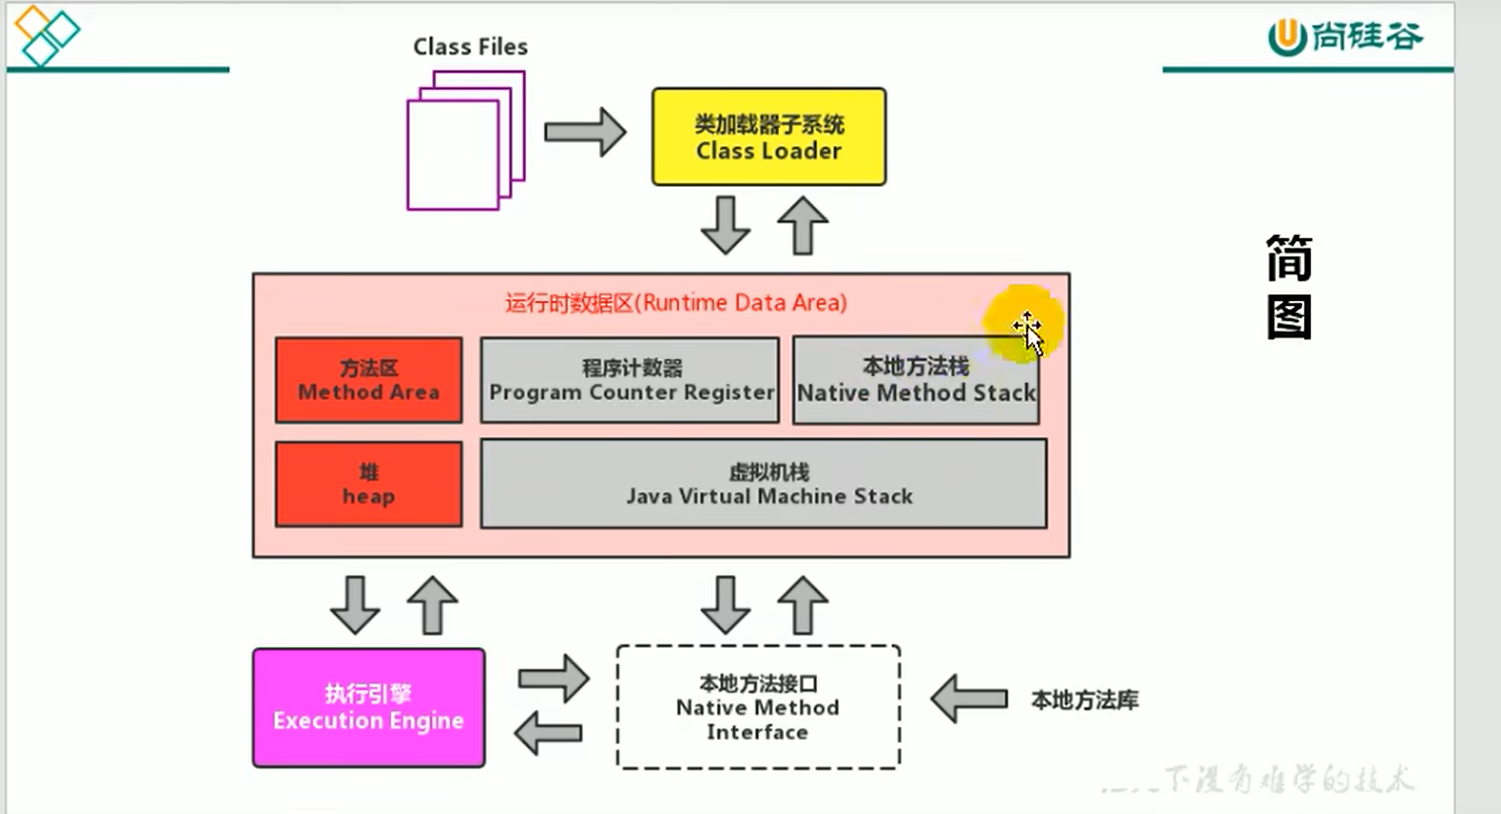 尚硅谷
Class Files
类加载器子系统
Class Loader
简
图
运行时数据区(Runtime Data Area)
方法区
Method Area
程序计数器
Program Counter Register
本地方法栈
Native Method Stack
堆
heap
虚拟机栈
Java Virtual Machine Stack
执行引擎
Execution Engine
本地方法接口
Native Method
Interface
本地方法库
下没有难学的技术